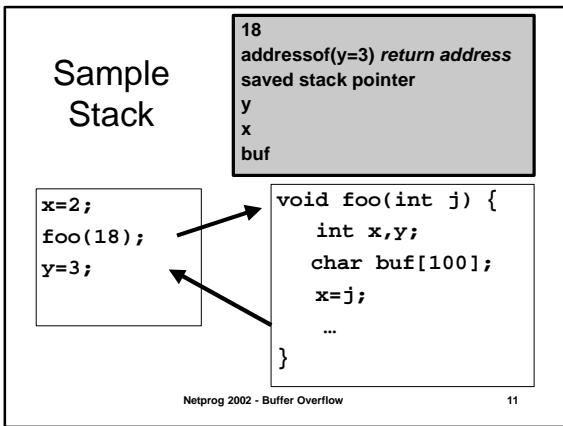 Sample
Stack
18
addressof(y=3) return address
saved stack pointer
y
x
buf
x=2;
foo(18);
y=3;
void foo(int j) {
int x,y;
char buf[100];
x=j;
…
}
Netprog 2002 - Buffer Overflow 11